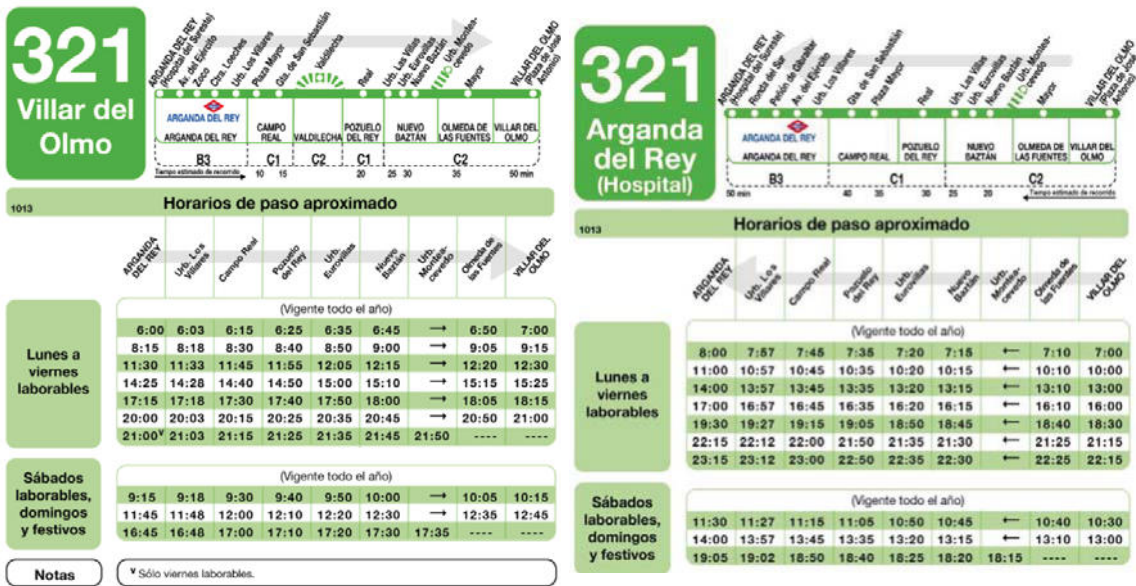 321
Villar del
Olmo
ARGANDA DEL REY
(Hospital del Sureste)
Av. del Ejército
Zoco
Ctra. Loeches
Urb. Los Villares
Plaza Mayor
Gta. de San Sebastián
Valdilecha
Real
Urb. Las Villas
Urb. Eurovillas
Nuevo Baztán
Urb. Montea-
cevedo
Mayor
VILLAR DEL OLMO
(Plaza de José
Antonio)
ARGANDA DEL REY
ARGANDA DEL REY
CAMPO
REAL
VALDILECHA
POZUELO
DEL REY
NUEVO
BAZTÁN
OLMEDA DE
LAS FUENTES
VILLAR DEL
OLMO
B3 C1 C2 C1 C2
Tiempo estimado de recorrido 10 15 20 25 30 35 50 min
1013 Horarios de paso aproximado
ARGANDA
DEL REY
Urb. Los
Villares
Campo Real
Pozuelo
del Rey
Urb.
Eurovillas
Nuevo
Baztán
Urb.
Montea-
cevedo
Olmeda de
las Fuentes
VILLAR DEL
OLMO
Lunes a
viernes
laborables
(Vigente todo el año)
6:00 6:03 6:15 6:25 6:35 6:45 → 6:50 7:00
8:15 8:18 8:30 8:40 8:50 9:00 → 9:05 9:15
11:30 11:33 11:45 11:55 12:05 12:15 → 12:20 12:30
14:25 14:28 14:40 14:50 15:00 15:10 → 15:15 15:25
17:15 17:18 17:30 17:40 17:50 18:00 → 18:05 18:15
20:00 20:03 20:15 20:25 20:35 20:45 → 20:50 21:00
21:00ⱽ 21:03 21:15 21:25 21:35 21:45 21:50 ---- ----
Sábados
laborables,
domingos
y festivos
(Vigente todo el año)
9:15 9:18 9:30 9:40 9:50 10:00 → 10:05 10:15
11:45 11:48 12:00 12:10 12:20 12:30 → 12:35 12:45
16:45 16:48 17:00 17:10 17:20 17:30 17:35 ---- ----
Notas
ⱽ Sólo viernes laborables.
321
Arganda
del Rey
(Hospital)
ARGANDA DEL REY
(Hospital del Sureste)
Ronda del Sur
Peñón de Gibraltar
Av. del Ejército
Urb. Los Villares
Gta. de San Sebastián
Plaza Mayor
Real
Urb. Las Villas
Urb. Eurovillas
Nuevo Baztán
Urb. Montea-
cevedo
Mayor
VILLAR DEL OLMO
(Plaza de José
Antonio)
ARGANDA DEL REY
ARGANDA DEL REY
CAMPO REAL
POZUELO
DEL REY
NUEVO
BAZTÁN
OLMEDA DE
LAS FUENTES
VILLAR DEL
OLMO
B3 C1 C2
50 min 40 35 30 25 20 Tiempo estimado de recorrido
1013 Horarios de paso aproximado
ARGANDA
DEL REY
Urb. Los
Villares
Campo Real
Pozuelo
del Rey
Urb.
Eurovillas
Nuevo
Baztán
Urb.
Montea-
cevedo
Olmeda de
las Fuentes
VILLAR DEL
OLMO
Lunes a
viernes
laborables
(Vigente todo el año)
8:00 7:57 7:45 7:35 7:20 7:15 ← 7:10 7:00
11:00 10:57 10:45 10:35 10:20 10:15 ← 10:10 10:00
14:00 13:57 13:45 13:35 13:20 13:15 ← 13:10 13:00
17:00 16:57 16:45 16:35 16:20 16:15 ← 16:10 16:00
19:30 19:27 19:15 19:05 18:50 18:45 ← 18:40 18:30
22:15 22:12 22:00 21:50 21:35 21:30 ← 21:25 21:15
23:15 23:12 23:00 22:50 22:35 22:30 ← 22:25 22:15
Sábados
laborables,
domingos
y festivos
(Vigente todo el año)
11:30 11:27 11:15 11:05 10:50 10:45 ← 10:40 10:30
14:00 13:57 13:45 13:35 13:20 13:15 ← 13:10 13:00
19:05 19:02 18:50 18:40 18:25 18:20 18:15 ---- ----